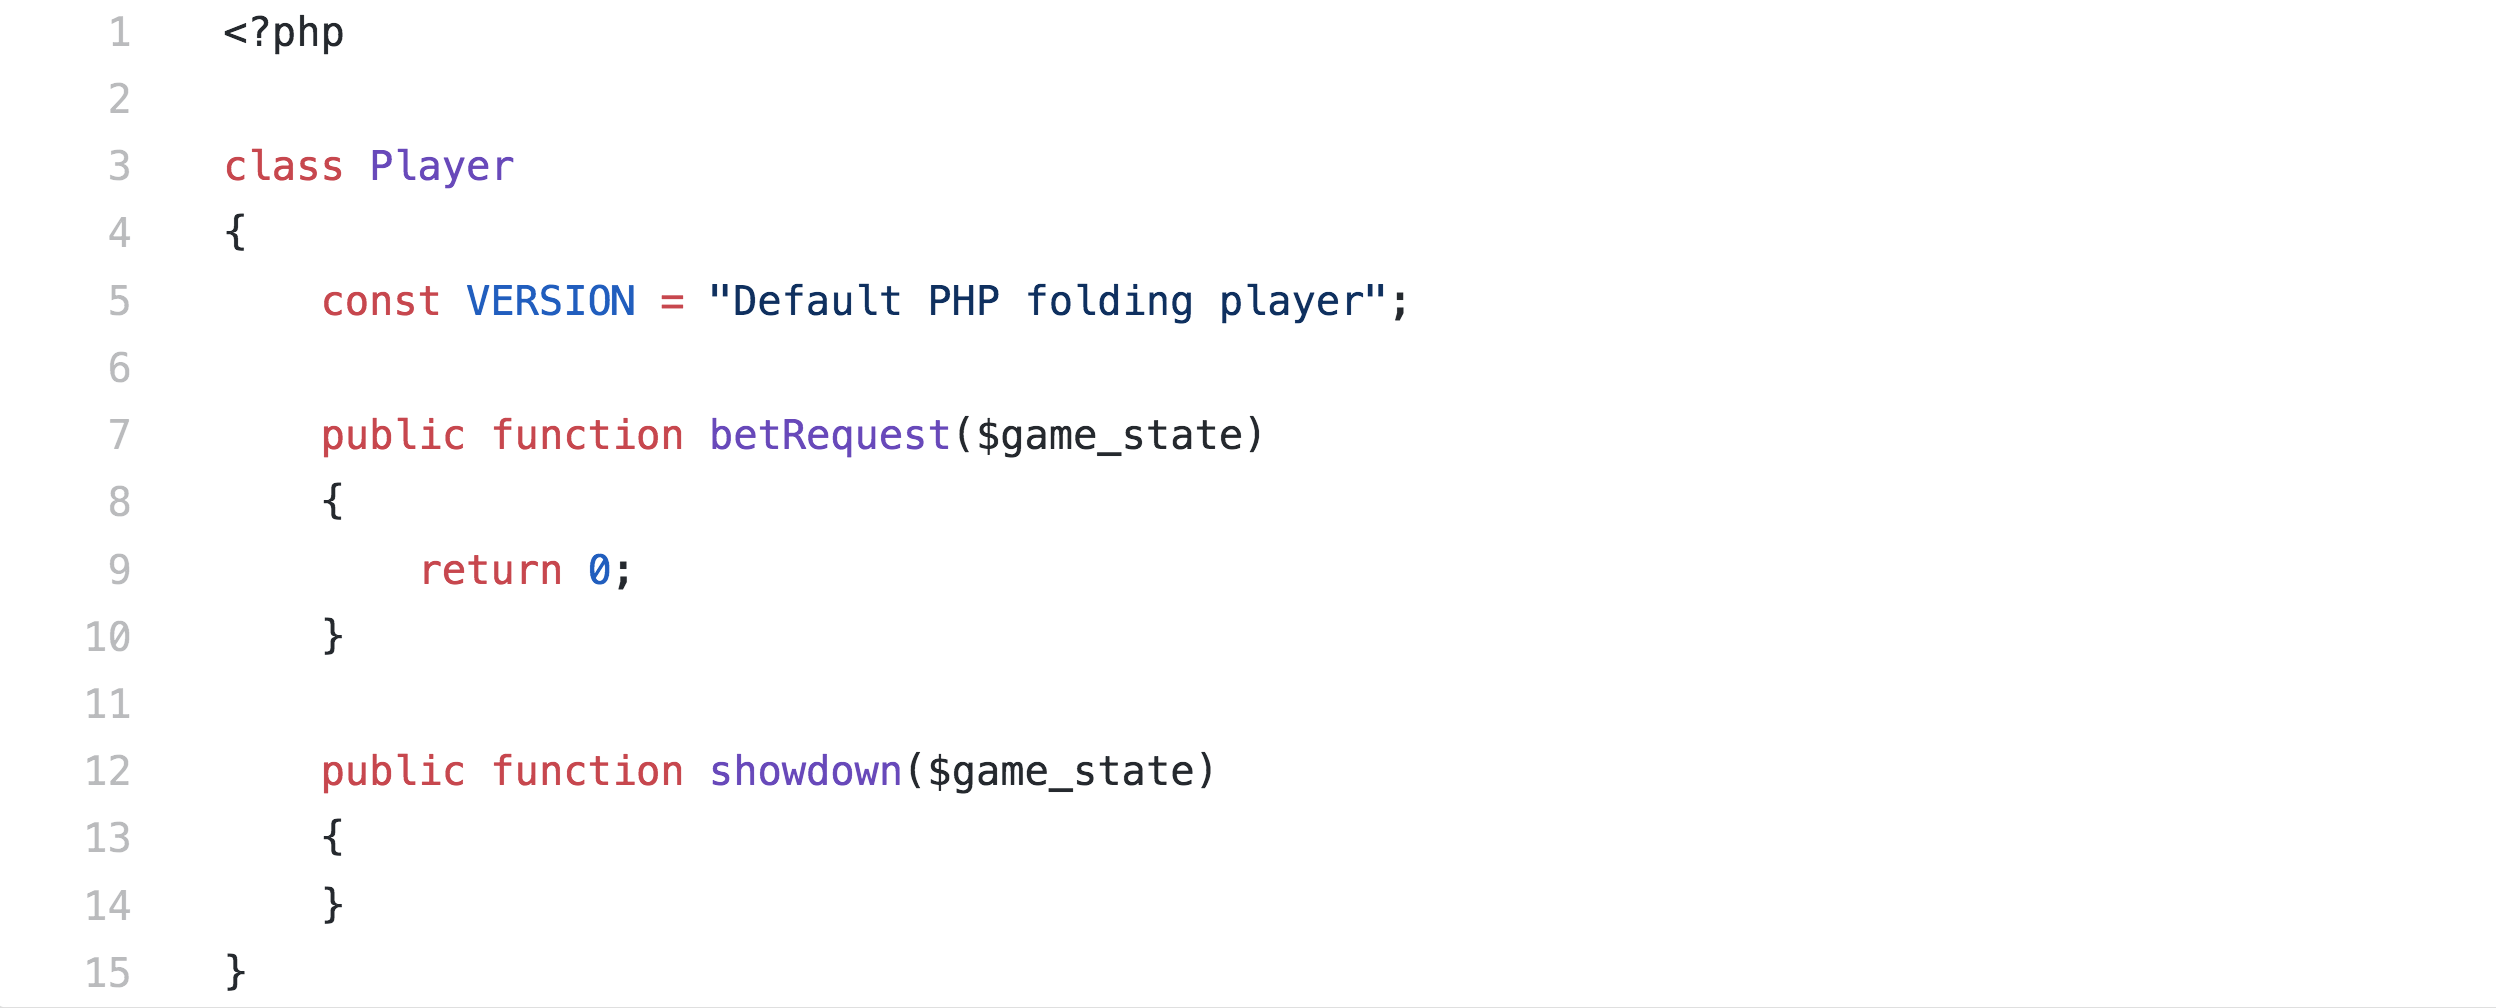 1 <?php
2
3 class Player
4 {
5     const VERSION = "Default PHP folding player";
6
7     public function betRequest($game_state)
8     {
9         return 0;
10     }
11
12     public function showdown($game_state)
13     {
14     }
15 }